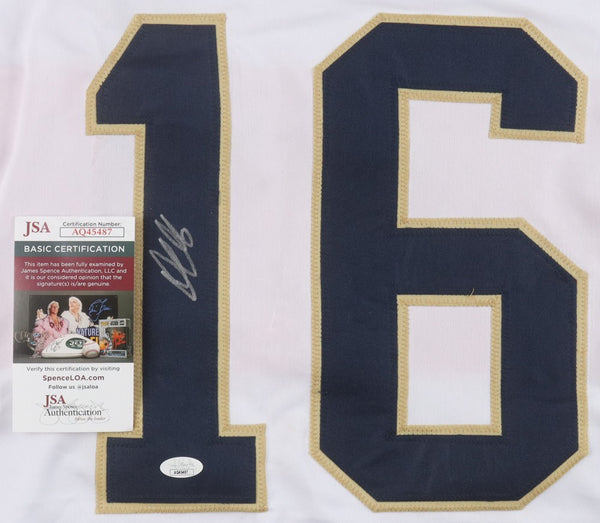 16
JSA
Certification Number:
AQ45487
BASIC CERTIFICATION
This item has been fully examined by
James Spence Authentication, LLC and
it is our considered opinion that the
signature(s) is/are genuine.
Verify this certification by visiting
SpenceLOA.com
Follow us @jsaloa
JSA
James Spence
Authentication